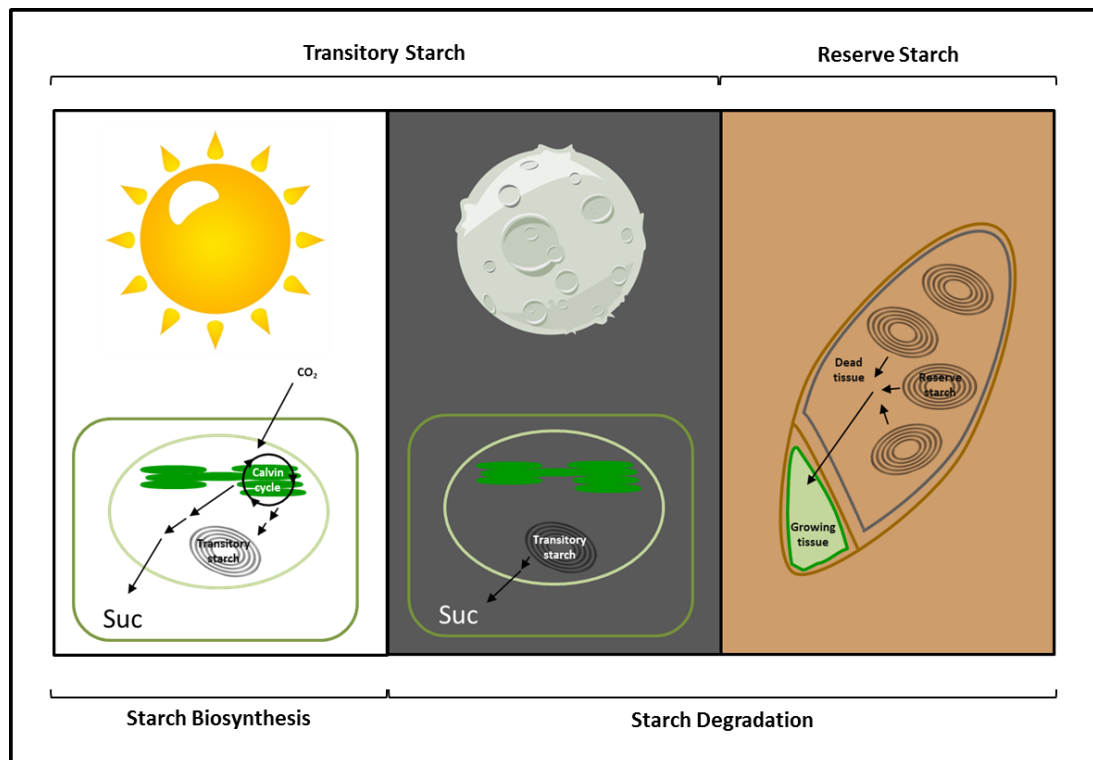 Transitory Starch
Reserve Starch
CO₂
Calvin
cycle
Transitory
starch
Suc
Transitory
starch
Suc
Dead
tissue
Reserve
starch
Growing
tissue
Starch Biosynthesis
Starch Degradation